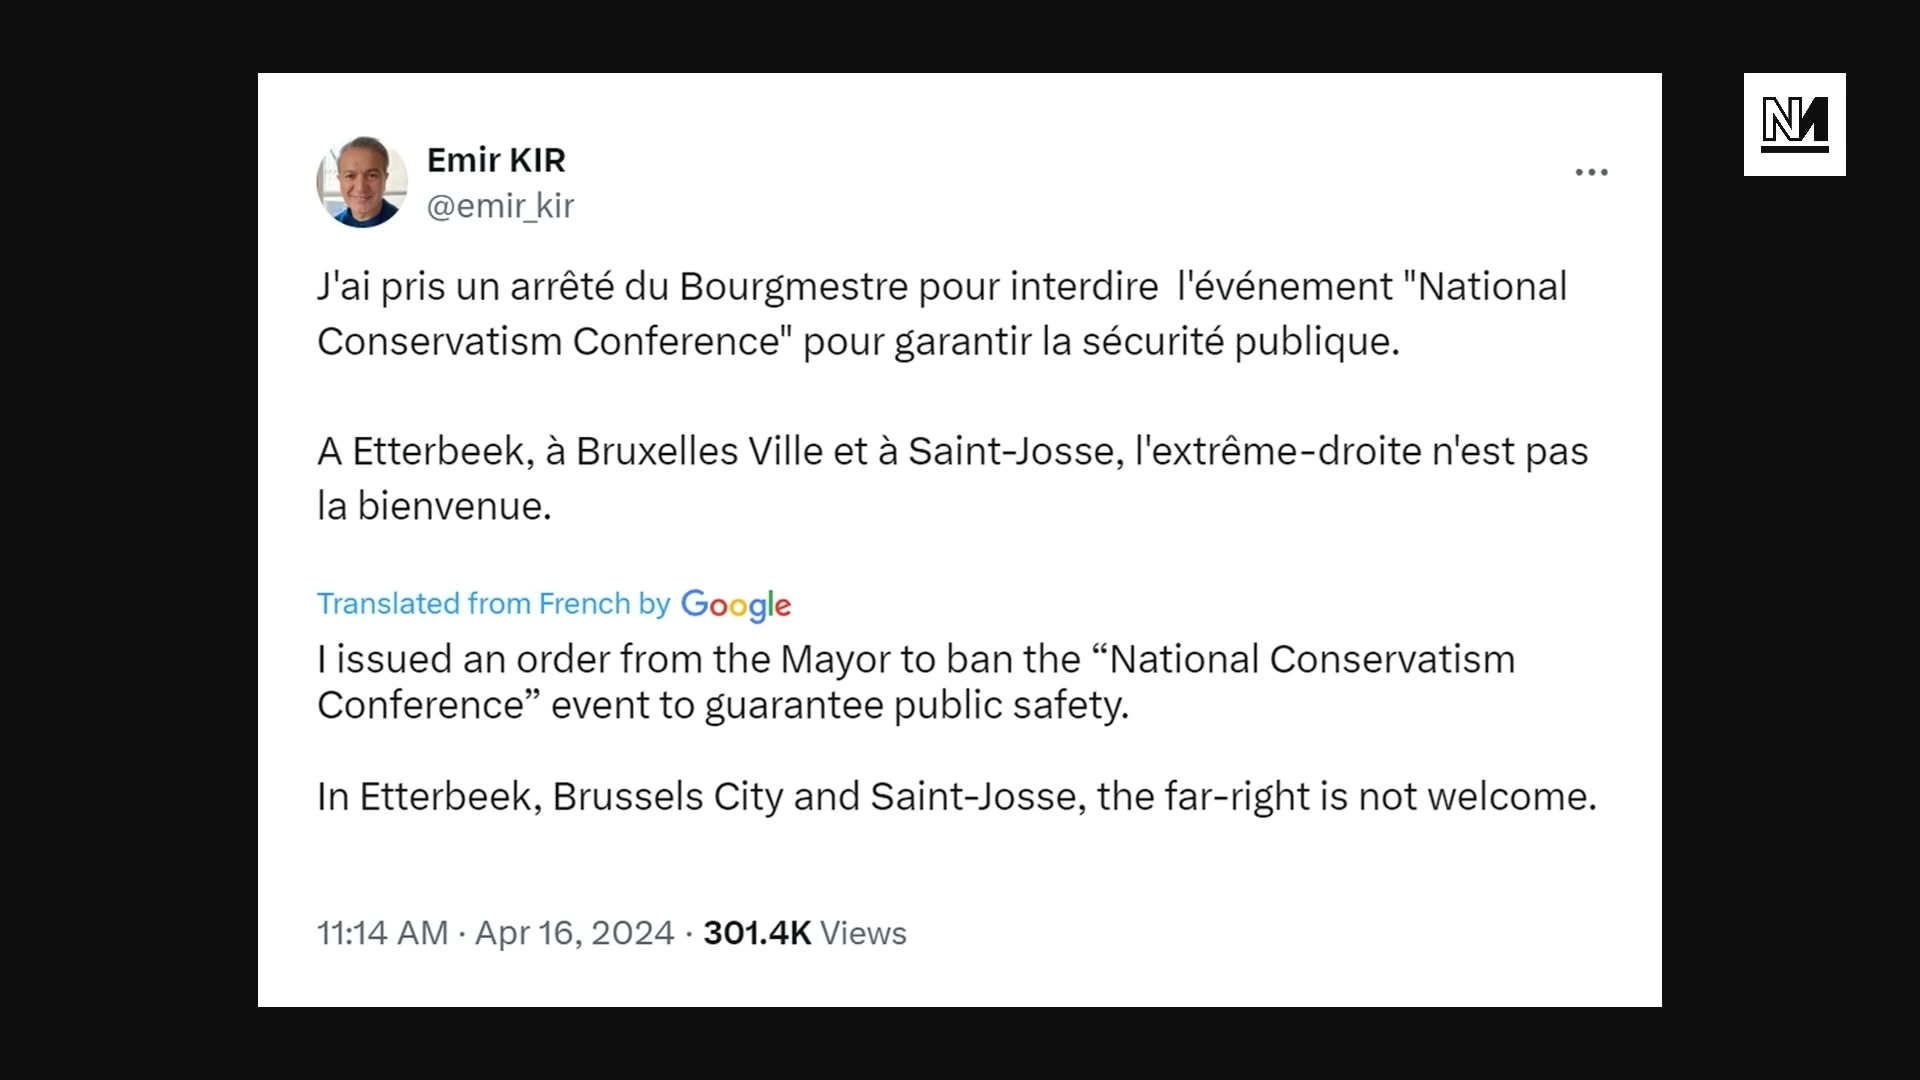 Emir KIR
@emir_kir
J'ai pris un arrêté du Bourgmestre pour interdire  l'événement "National
Conservatism Conference" pour garantir la sécurité publique.
A Etterbeek, à Bruxelles Ville et à Saint-Josse, l'extrême-droite n'est pas
la bienvenue.
Translated from French by Google
I issued an order from the Mayor to ban the “National Conservatism
Conference” event to guarantee public safety.
In Etterbeek, Brussels City and Saint-Josse, the far-right is not welcome.
11:14 AM · Apr 16, 2024 · 301.4K Views
NM